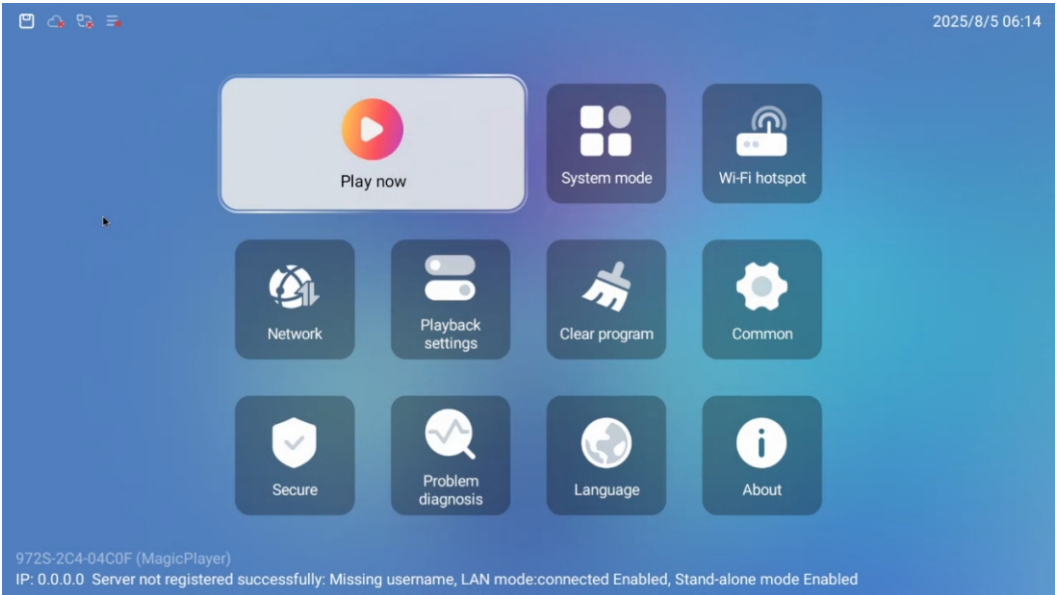 2025/8/5 06:14
Play now
System mode
Wi-Fi hotspot
Network
Playback
settings
Clear program
Common
Secure
Problem
diagnosis
Language
About
972S-2C4-04C0F (MagicPlayer)
IP: 0.0.0.0 Server not registered successfully: Missing username, LAN mode:connected Enabled, Stand-alone mode Enabled